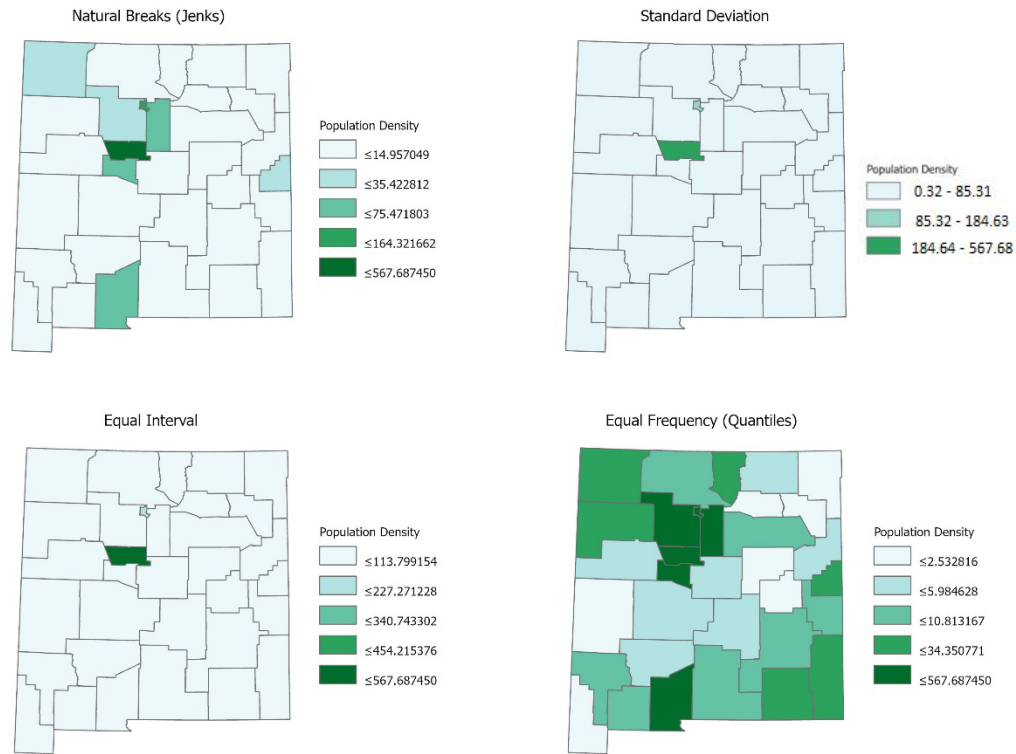 Natural Breaks (Jenks)
Population Density
≤14.957049
≤35.422812
≤75.471803
≤164.321662
≤567.687450
Standard Deviation
Population Density
0.32 - 85.31
85.32 - 184.63
184.64 - 567.68
Equal Interval
Population Density
≤113.799154
≤227.271228
≤340.743302
≤454.215376
≤567.687450
Equal Frequency (Quantiles)
Population Density
≤2.532816
≤5.984628
≤10.813167
≤34.350771
≤567.687450